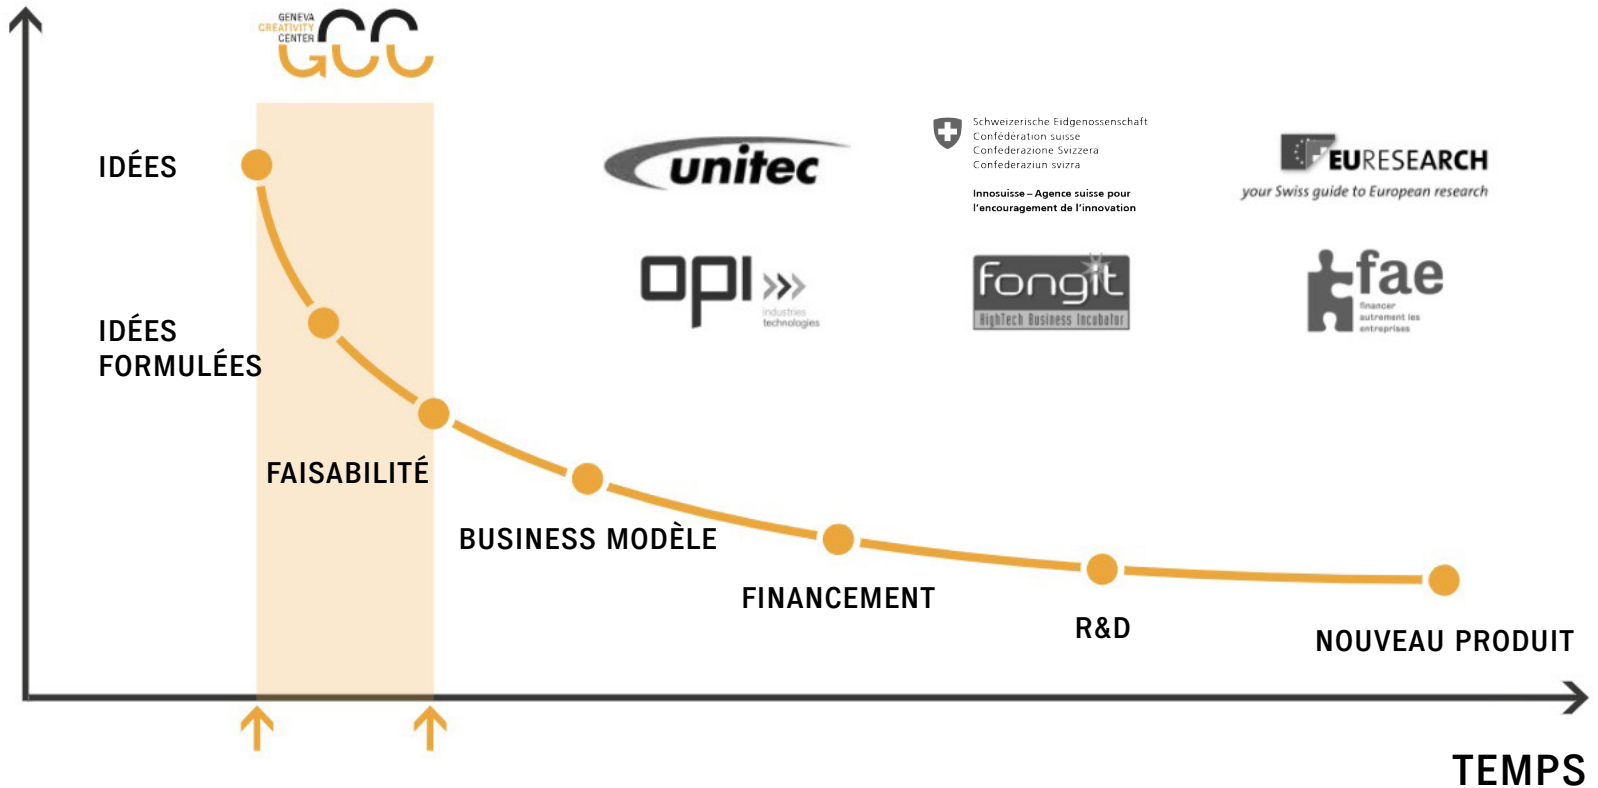 GENEVA
CREATIVITY
CENTER
GCC
IDÉES
unitec
Schweizerische Eidgenossenschaft
Confédération suisse
Confederazione Svizzera
Confederaziun svizra
Innosuisse – Agence suisse pour
l'encouragement de l'innovation
EURESEARCH
your Swiss guide to European research
opi
industries
technologies
fongit
HighTech Business Incubator
fae
financer
autrement les
entreprises
IDÉES
FORMULÉES
FAISABILITÉ
BUSINESS MODÈLE
FINANCEMENT
R&D
NOUVEAU PRODUIT
TEMPS